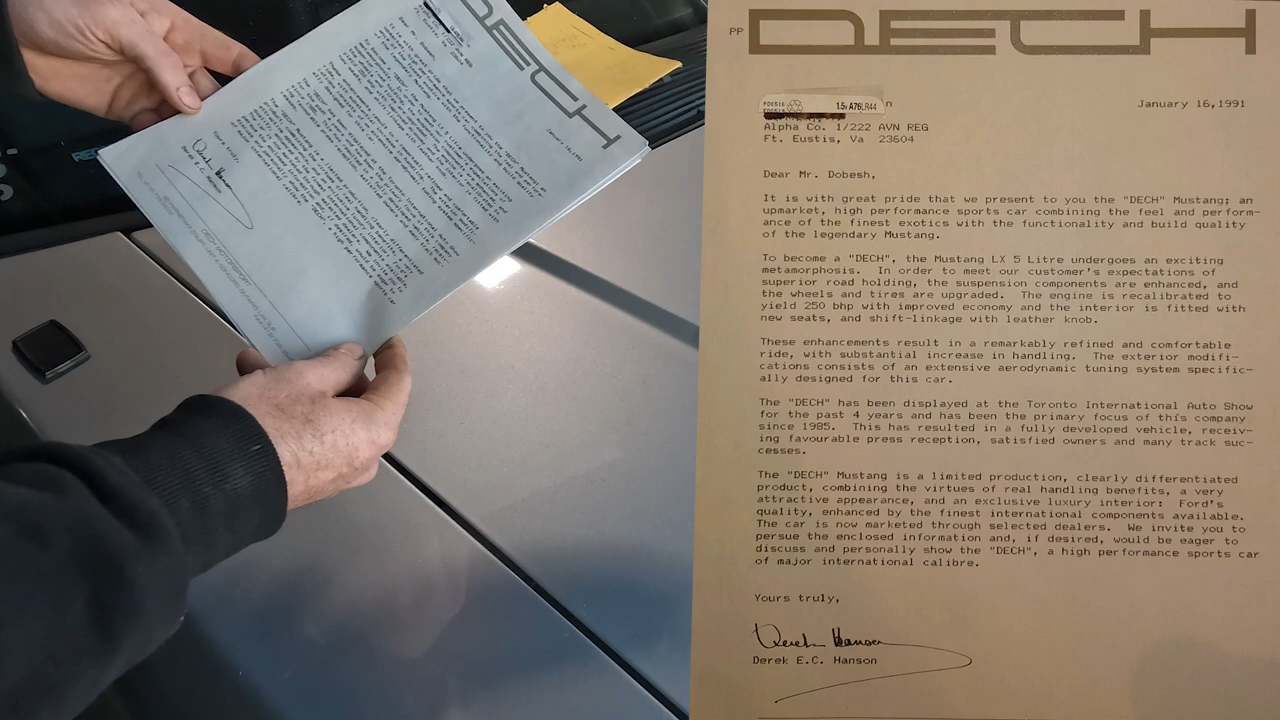 DECH
Yours truly,
Derek E.C. Hanson
PP DECH
PD0516
1.5v A76LR44
n
January 16,1991
Alpha Co. 1/222 AVN REG
Ft. Eustis, Va 23604
Dear Mr. Dobesh,
It is with great pride that we present to you the "DECH" Mustang; an
upmarket, high performance sports car combining the feel and perform-
ance of the finest exotics with the functionality and build quality
of the legendary Mustang.
To become a "DECH", the Mustang LX 5 Litre undergoes an exciting
metamorphosis. In order to meet our customer's expectations of
superior road holding, the suspension components are enhanced, and
the wheels and tires are upgraded. The engine is recalibrated to
yield 250 bhp with improved economy and the interior is fitted with
new seats, and shift-linkage with leather knob.
These enhancements result in a remarkably refined and comfortable
ride, with substantial increase in handling. The exterior modifi-
cations consists of an extensive aerodynamic tuning system specific-
ally designed for this car.
The "DECH" has been displayed at the Toronto International Auto Show
for the past 4 years and has been the primary focus of this company
since 1985. This has resulted in a fully developed vehicle, receiv-
ing favourable press reception, satisfied owners and many track suc-
cesses.
The "DECH" Mustang is a limited production, clearly differentiated
product, combining the virtues of real handling benefits, a very
attractive appearance, and an exclusive luxury interior: Ford's
quality, enhanced by the finest international components available.
The car is now marketed through selected dealers. We invite you to
persue the enclosed information and, if desired, would be eager to
discuss and personally show the "DECH", a high performance sports car
of major international calibre.
Yours truly,
Derek Hanson
Derek E.C. Hanson